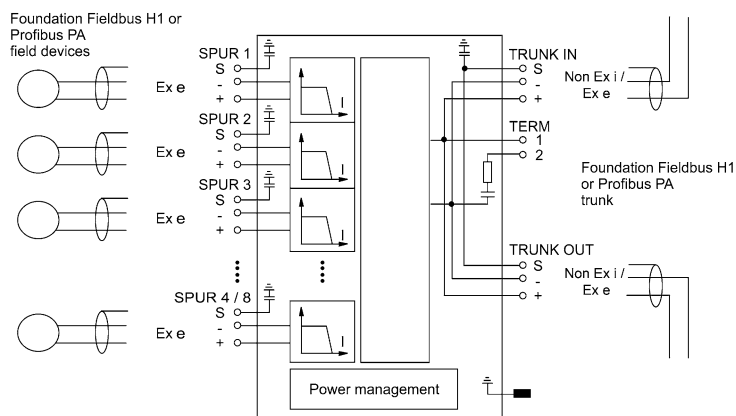 Foundation Fieldbus H1 or
Profibus PA
field devices
SPUR 1
S
-
+
Ex e
I
SPUR 2
S
-
+
Ex e
I
SPUR 3
S
-
+
Ex e
I
SPUR 4 / 8
S
-
+
Ex e
I
Power management
TRUNK IN
S
-
+
Non Ex i /
Ex e
TERM
1
2
Foundation Fieldbus H1
or Profibus PA
trunk
TRUNK OUT
S
-
+
Non Ex i /
Ex e